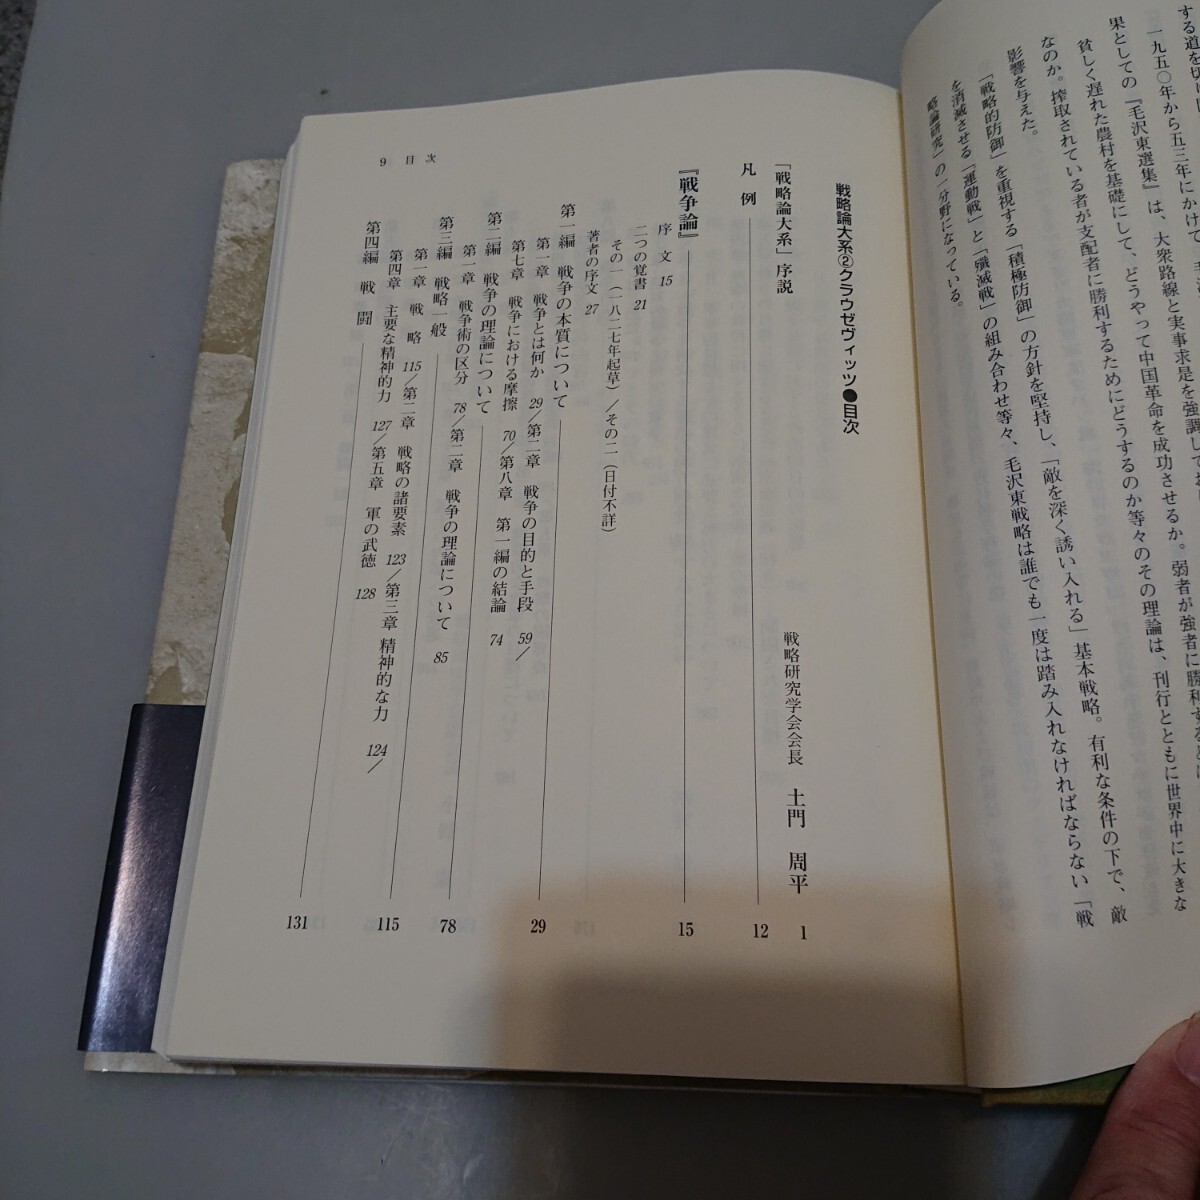 する道を
一九五〇年から五三年にかけて、
果としての『毛沢東選集』は、大衆路線と実事求是を強調して
貧しく遅れた農村を基礎にして、どうやって中国革命を成功させるか。弱者が強者に勝利する
なのか。搾取されている者が支配者に勝利するためにどうするのか等々のその理論は、刊行とともに世界中に大きな
影響を与えた。
「戦略的防御」を重視する「積極防御」の方針を堅持し、「敵を深く誘い入れる」基本戦略。有利な条件の下で、敵
を消滅させる「運動戦」と「殲滅戦」の組み合わせ等々、毛沢東戦略は誰でも一度は踏み入れなければならない「戦
略論研究」の一分野になっている。
戦略論大系②クラウゼヴィッツ●目次
「戦略論大系」序説 戦略研究学会会長 土門 周平 1
凡 例 12
『戦争論』 15
序 文 15
二つの覚書 21
その一（一八二七年起草）／その二（日付不詳）
著者の序文 27
第一編 戦争の本質について 29
第一章 戦争とは何か 29／第二章 戦争の目的と手段 59／
第七章 戦争における摩擦 70／第八章 第一編の結論 74
第二編 戦争の理論について 78
第一章 戦争術の区分 78／第二章 戦争の理論について 85
第三編 戦略一般 115
第一章 戦 略 115／第二章 戦略の諸要素 123／第三章 精神的な力 124／
第四章 主要な精神的力 127／第五章 軍の武徳 128
第四編 戦 闘 131
9 目 次